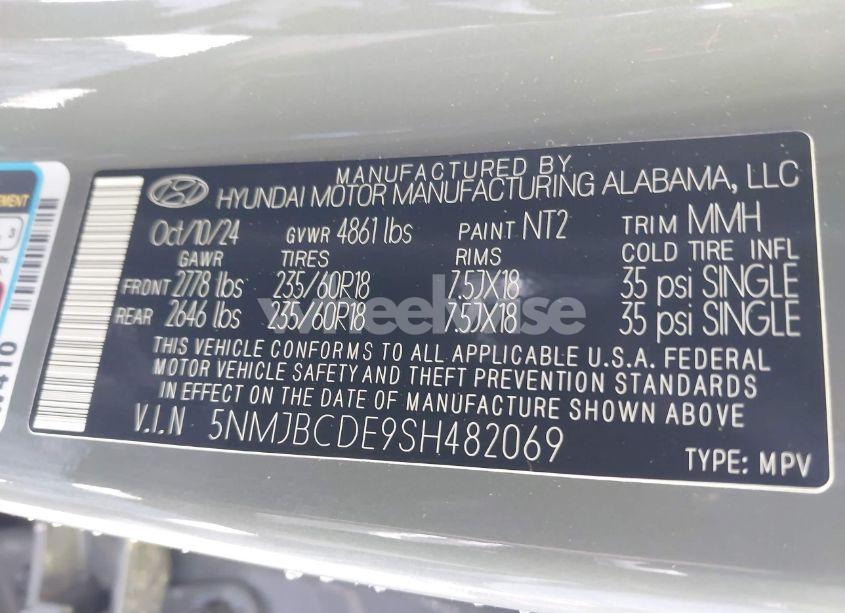 MANUFACTURED BY
HYUNDAI MOTOR MANUFACTURING ALABAMA, LLC
Oct/10/24 GVWR 4861 lbs PAINT NT2 TRIM MMH
GAWR TIRES RIMS COLD TIRE INFL
FRONT 2778 lbs 235/60R18 7.5JX18 35 psi SINGLE
REAR 2646 lbs 235/60R18 7.5JX18 35 psi SINGLE
THIS VEHICLE CONFORMS TO ALL APPLICABLE U.S.A. FEDERAL
MOTOR VEHICLE SAFETY AND THEFT PREVENTION STANDARDS
IN EFFECT ON THE DATE OF MANUFACTURE SHOWN ABOVE
V.I.N 5NMJBCDE9SH482069
TYPE: MPV